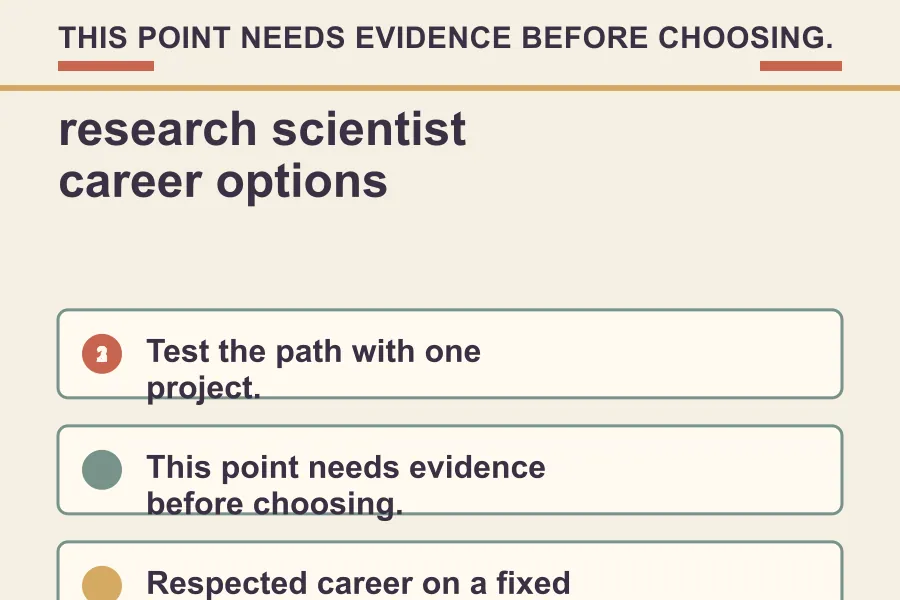 THIS POINT NEEDS EVIDENCE BEFORE CHOOSING.
research scientist
career options
Test the path with one
project.
This point needs evidence
before choosing.
Respected career on a fixed